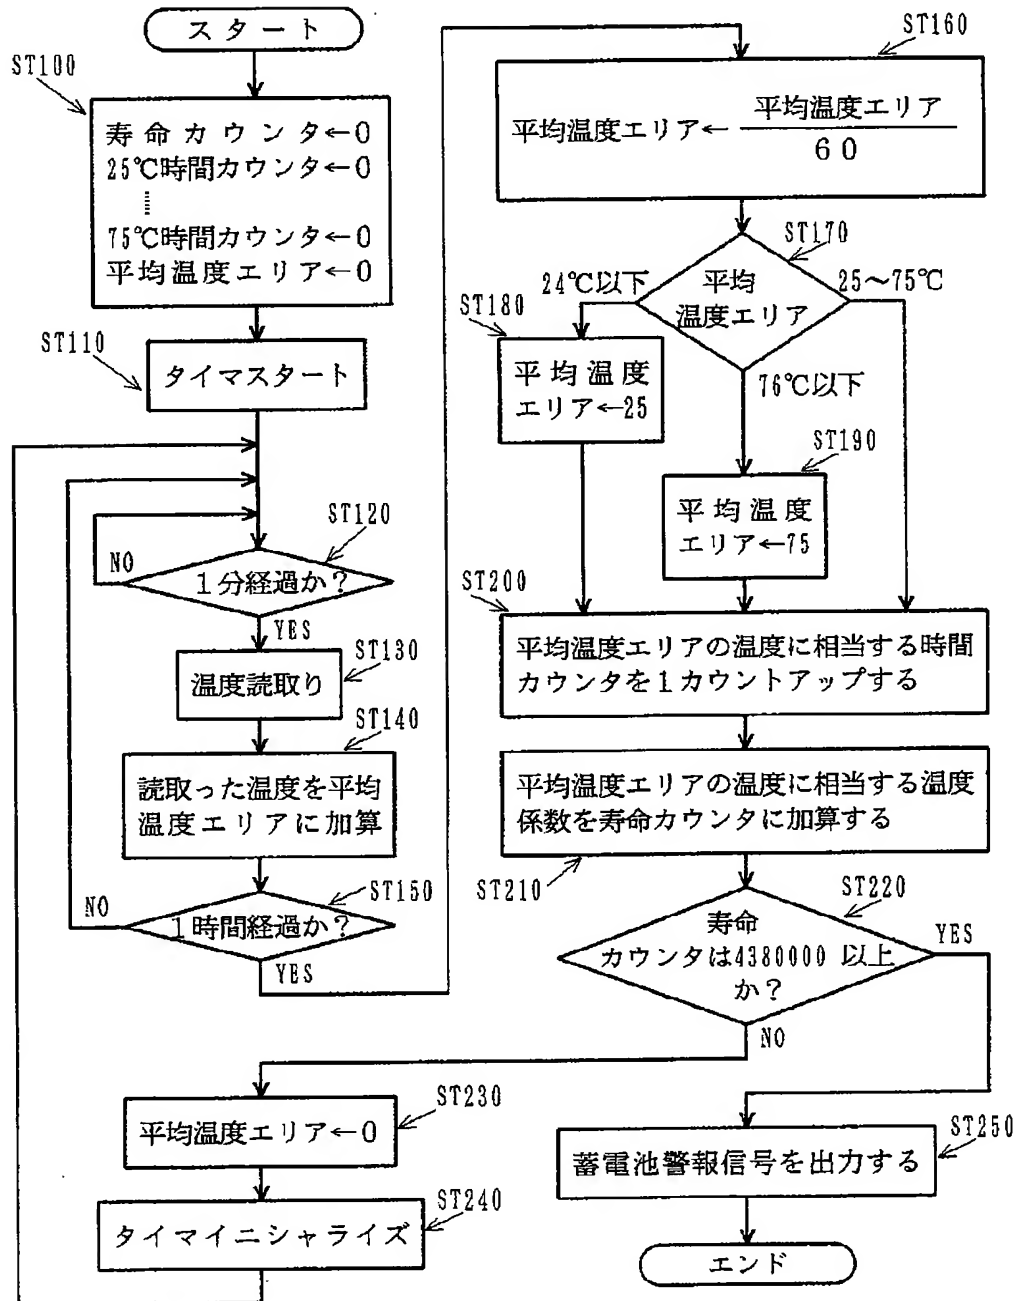 スタート
ST100
寿命カウンタ←0
25℃時間カウンタ←0
75℃時間カウンタ←0
平均温度エリア←0
ST110
タイマスタート
ST120
NO
1分経過か?
YES
ST130
温度読取り
ST140
読取った温度を平均
温度エリアに加算
ST150
NO
1時間経過か?
YES
ST160
平均温度エリア←
平均温度エリア
60
ST170
24℃以下
平均
温度エリア
25～75℃
ST180
平均温度
エリア←25
76℃以下
ST190
平均温度
エリア←75
ST200
平均温度エリアの温度に相当する時間
カウンタを1カウントアップする
平均温度エリアの温度に相当する温度
係数を寿命カウンタに加算する
ST210
ST220
寿命
カウンタは4380000 以上
か?
YES
NO
ST230
平均温度エリア←0
ST240
タイマイニシャライズ
ST250
蓄電池警報信号を出力する
エンド